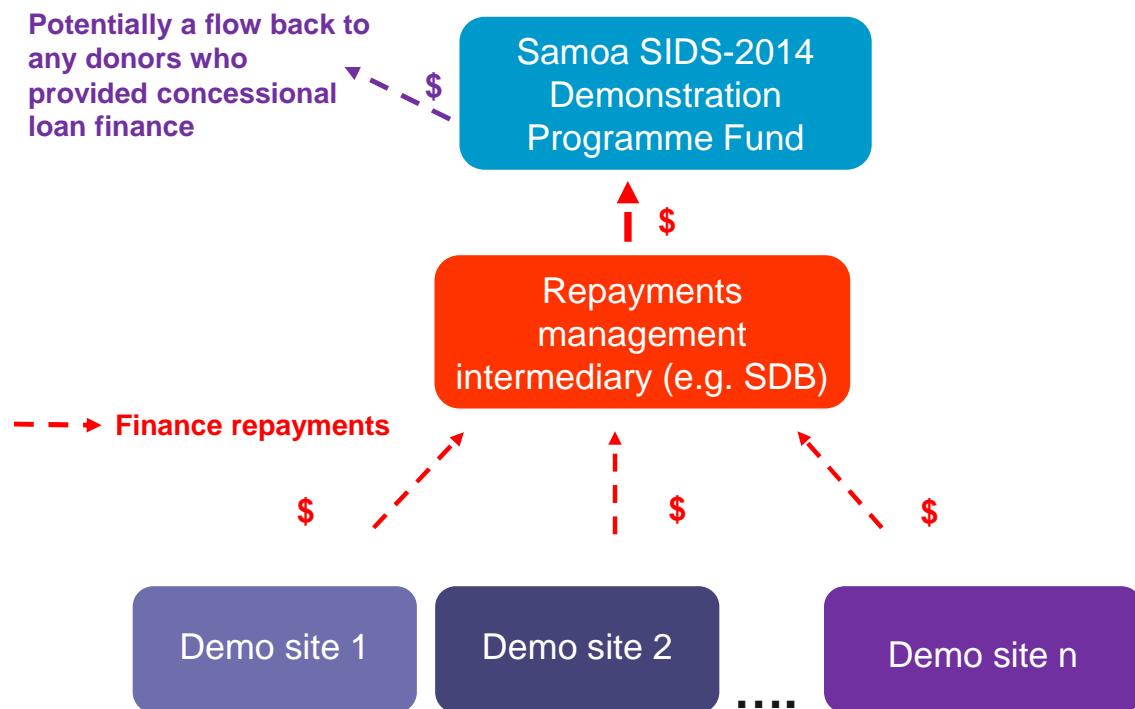 Potentially a flow back to
any donors who
provided concessional
loan finance
$
Samoa SIDS-2014
Demonstration
Programme Fund
$
Repayments
management
intermediary (e.g. SDB)
Finance repayments
$
$
$
Demo site 1
Demo site 2
....
Demo site n